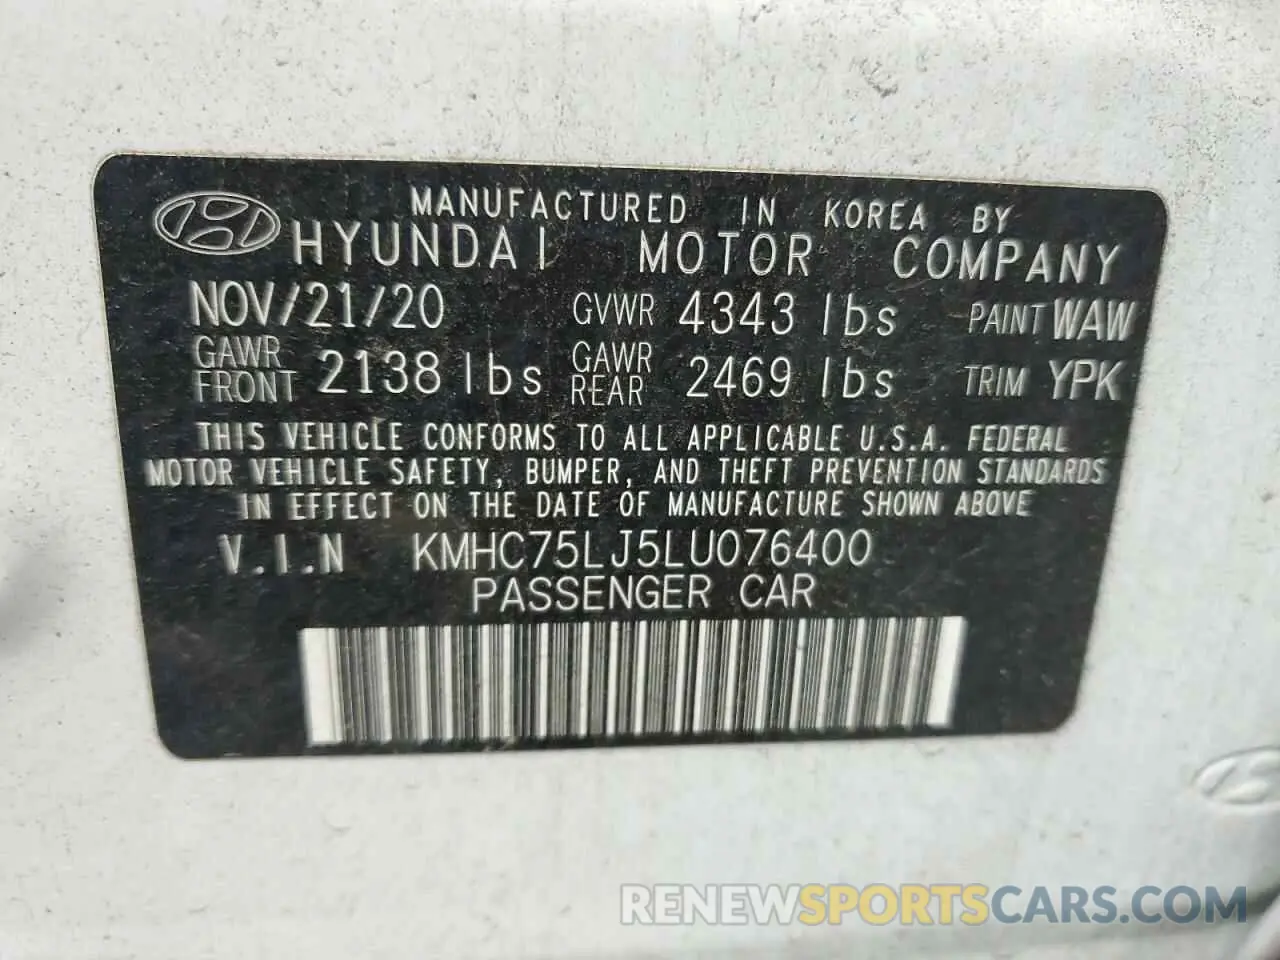 MANUFACTURED IN KOREA BY
HYUNDAI MOTOR COMPANY
NOV/21/20 GVWR 4343 lbs PAINT WAW
GAWR FRONT 2138 lbs GAWR REAR 2469 lbs TRIM YPK
THIS VEHICLE CONFORMS TO ALL APPLICABLE U.S.A. FEDERAL
MOTOR VEHICLE SAFETY, BUMPER, AND THEFT PREVENTION STANDARDS
IN EFFECT ON THE DATE OF MANUFACTURE SHOWN ABOVE
V.I.N KMHC75LJ5LU076400
PASSENGER CAR
RENEWSPORTSCARS.COM